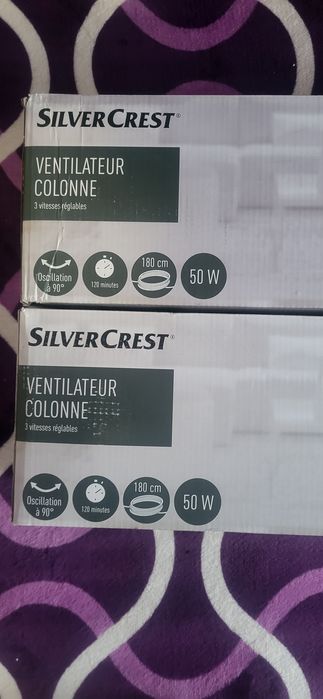 SILVERCREST®
VENTILATEUR
COLONNE
3 vitesses réglables
Oscillation
à 90°
120 minutes
180 cm
50 W
SILVERCREST®
VENTILATEUR
COLONNE
3 vitesses réglables
Oscillation
à 90°
120 minutes
180 cm
50 W